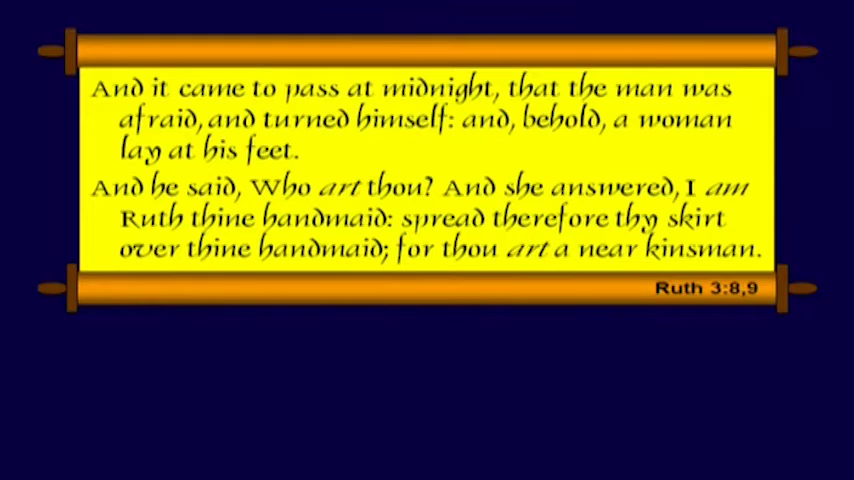 And it came to pass at midnight, that the man was
afraid, and turned himself: and, behold, a woman
lay at his feet.
And he said, Who art thou? And she answered, I am
Ruth thine handmaid: spread therefore thy skirt
over thine handmaid; for thou art a near kinsman.
Ruth 3:8,9